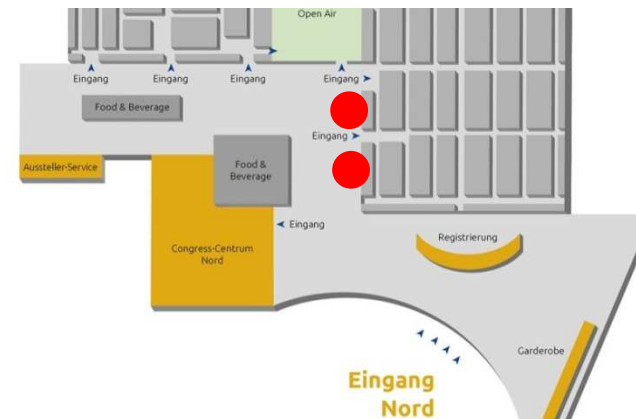 Open Air
Eingang
Eingang
Eingang
Eingang
Food & Beverage
Eingang
Aussteller-Service
Food &
Beverage
Eingang
Congress-Centrum
Nord
Registrierung
Garderobe
Eingang
Nord